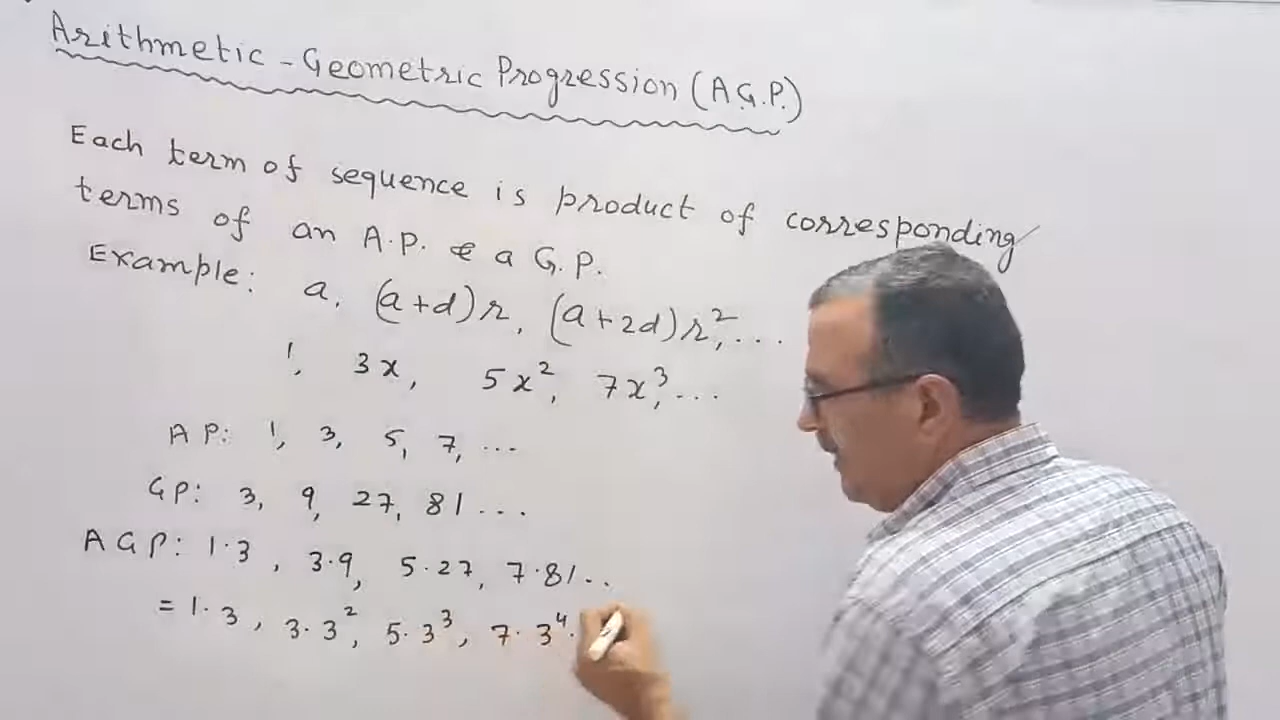 Arithmetic - Geometric Progression (A.G.P.)
Each term of sequence is product of corresponding
terms of an A.P. & a G.P.
Example: a, (a+d)r, (a+2d)r², ...
1, 3x, 5x², 7x³, ...
AP: 1, 3, 5, 7, ...
GP: 3, 9, 27, 81 ...
AGP: 1·3, 3·9, 5·27, 7·81 ..
= 1·3, 3·3², 5·3³, 7·3⁴.